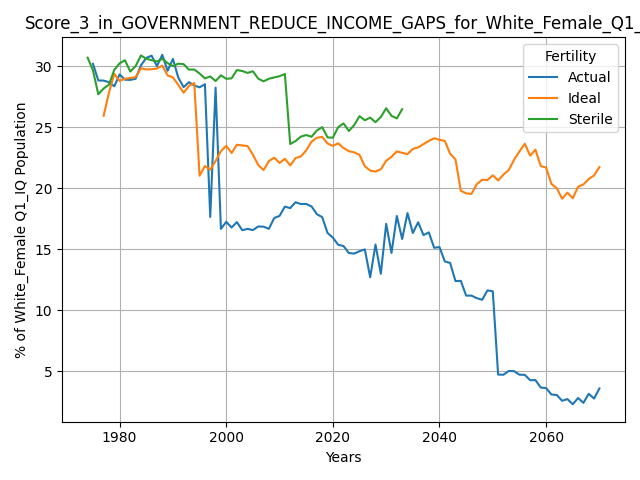 Score_3_in_GOVERNMENT_REDUCE_INCOME_GAPS_for_White_Female_Q1_
Fertility
Actual
Ideal
Sterile
% of White_Female Q1_IQ Population
30
25
20
15
10
5
1980 2000 2020 2040 2060
Years